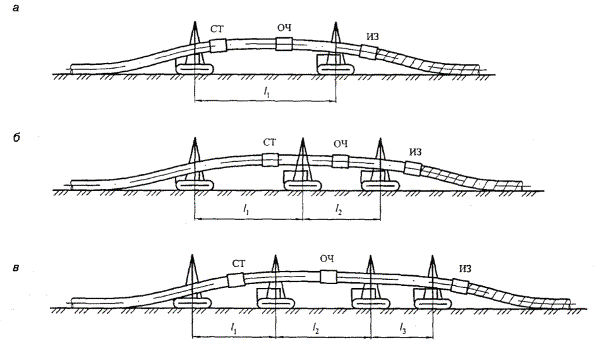 а
СТ ОЧ ИЗ
l₁
б
СТ ОЧ ИЗ
l₁ l₂
в
СТ ОЧ ИЗ
l₁ l₂ l₃